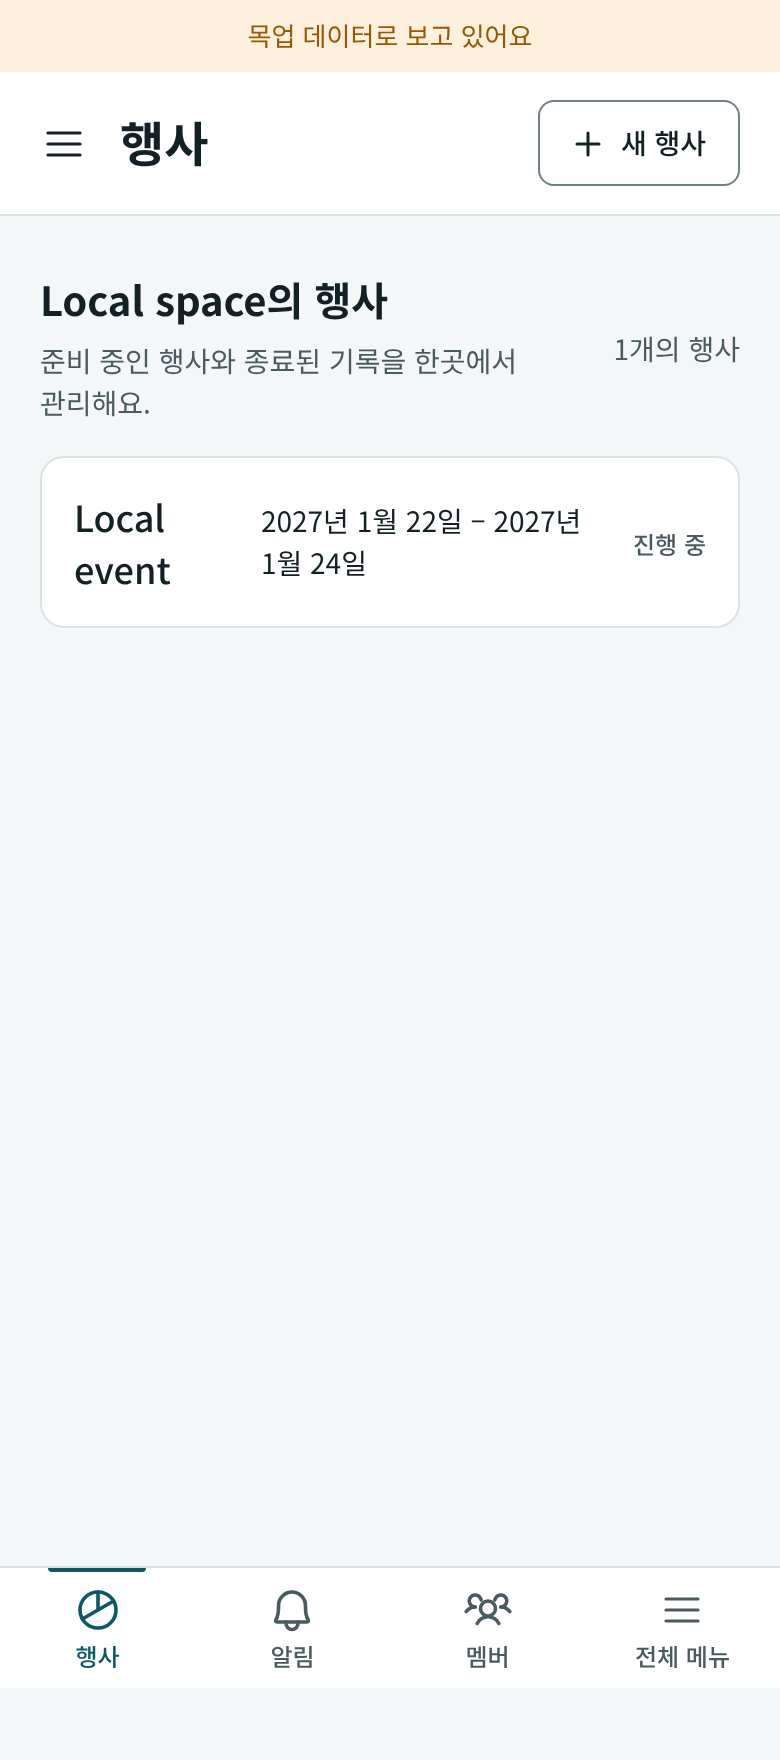 목업 데이터로 보고 있어요
행사
새 행사
Local space의 행사
준비 중인 행사와 종료된 기록을 한곳에서
관리해요.
1개의 행사
Local
event
2027년 1월 22일 – 2027년
1월 24일
진행 중
행사
알림
멤버
전체 메뉴